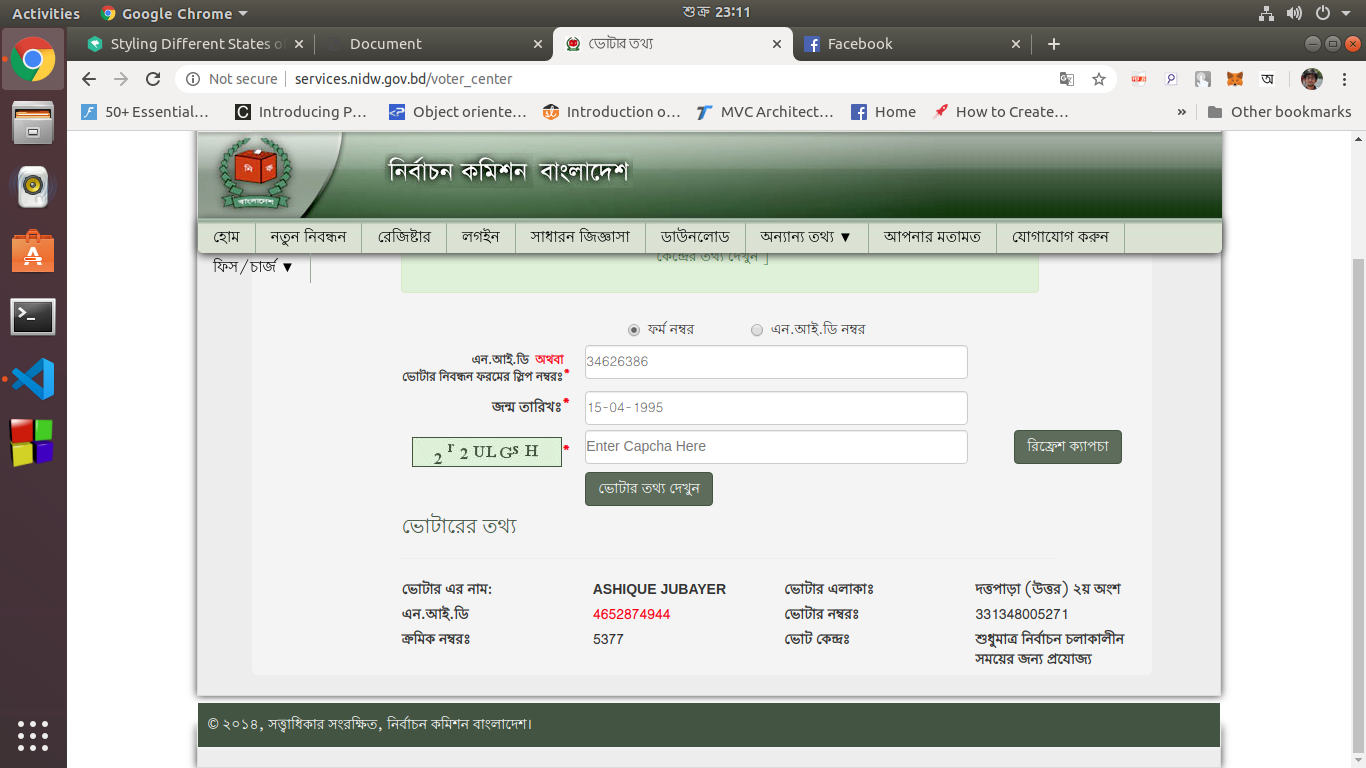 Activities Google Chrome শুক্র 23:11
Styling Different States o
Document
ভোটার তথ্য
Facebook
Not secure services.nidw.gov.bd/voter_center
50+ Essential… Introducing P… Object oriente… Introduction o… MVC Architect… Home How to Create… » Other bookmarks
নির্বাচন কমিশন বাংলাদেশ
বাংলাদেশ
হোম নতুন নিবন্ধন রেজিষ্টার লগইন সাধারন জিজ্ঞাসা ডাউনলোড অন্যান্য তথ্য ▼ আপনার মতামত যোগাযোগ করুন
ফিস/চার্জ ▼
কেন্দ্রের তথ্য দেখুন ]
ফর্ম নম্বর এন.আই.ডি নম্বর
এন.আই.ডি অথবা
ভোটার নিবন্ধন ফরমের স্লিপ নম্বরঃ* 34626386
জন্ম তারিখঃ* 15-04-1995
2 r 2 U L G s H * Enter Capcha Here রিফ্রেশ ক্যাপচা
ভোটার তথ্য দেখুন
ভোটারের তথ্য
ভোটার এর নাম: ASHIQUE JUBAYER ভোটার এলাকাঃ দত্তপাড়া (উত্তর) ২য় অংশ
এন.আই.ডি 4652874944 ভোটার নম্বরঃ 331348005271
ক্রমিক নম্বরঃ 5377 ভোট কেন্দ্রঃ শুধুমাত্র নির্বাচন চলাকালীন
সময়ের জন্য প্রযোজ্য
© ২০১৪, সত্ত্বাধিকার সংরক্ষিত, নির্বাচন কমিশন বাংলাদেশ।